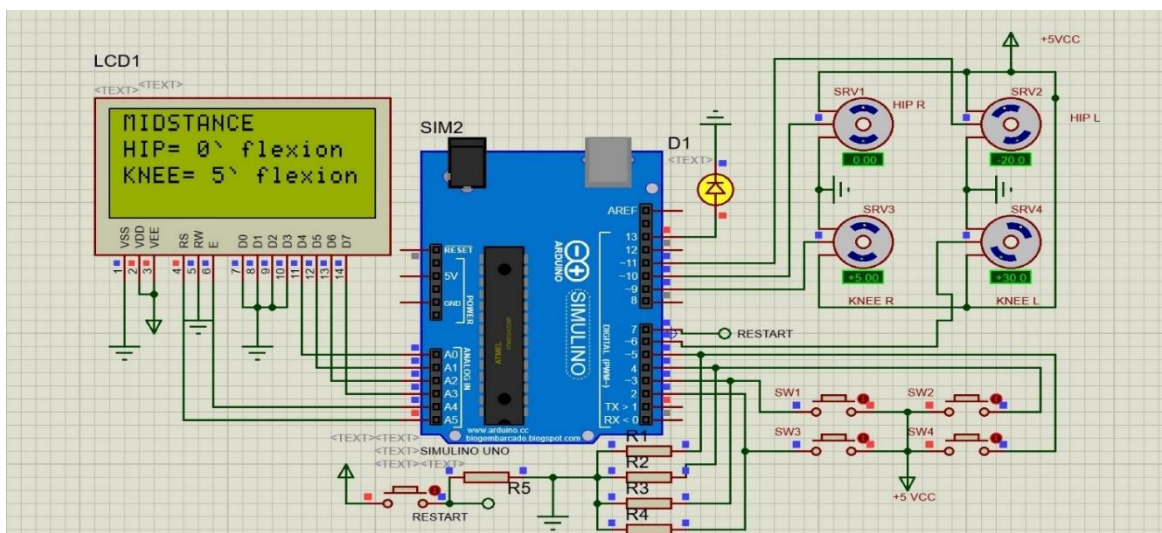 LCD1
<TEXT> <TEXT>
MIDSTANCE
HIP= 0` flexion
KNEE= 5` flexion
VSS VDD VEE RS RW E D0 D1 D2 D3 D4 D5 D6 D7
1 2 3 4 5 6 7 8 9 10 11 12 13 14
SIM2
RESET
5V
GND
POWER
ANALOG IN
A0
A1
A2
A3
A4
A5
ATMEL
ARDUINO
SIMULINO
DIGITAL (PWM~)
AREF
13
12
~11
~10
~9
8
7
~6
~5
4
~3
2
TX > 1
RX < 0
www.arduino.cc
blogembarcado.blogspot.com
<TEXT><TEXT>
<TEXT> SIMULINO UNO
<TEXT><TEXT>
D1
<TEXT>
+5VCC
SRV1
HIP R
0.00
SRV2
HIP L
-20.0
SRV3
+5.00
KNEE R
SRV4
+30.0
KNEE L
RESTART
SW1
SW2
SW3
SW4
+5 VCC
R1
R2
R3
R4
R5
RESTART